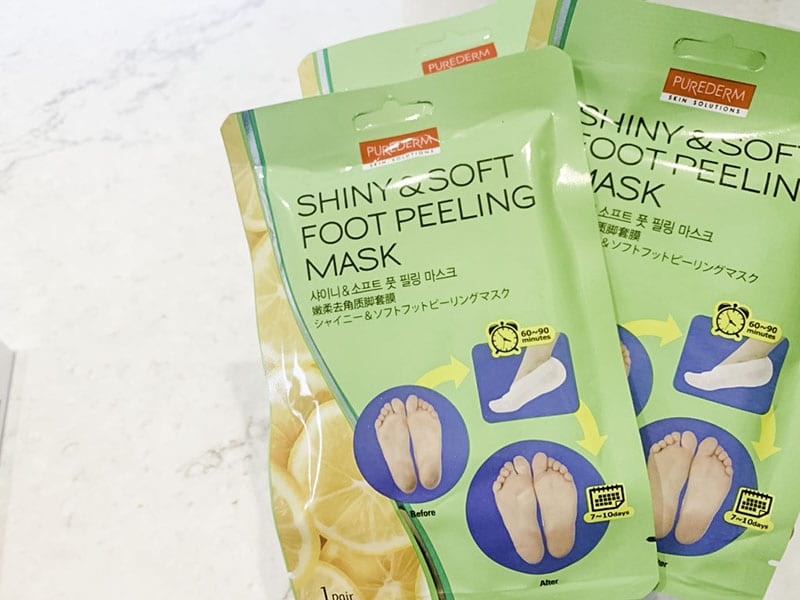 PUREDERM
PUREDERM
SKIN SOLUTIONS
SHINY & SOFT
FOOT PEELING
MASK
샤이니&소프트 풋 필링 마스크
嫩柔去角质脚套膜
シャイニー&ソフトフットピーリングマスク
60~90
minutes
Before
7~10days
After
1 pair
PUREDERM
SKIN SOLUTIONS
SHINY & SOFT
FOOT PEELIN
MASK
소프트 풋 필링 마스크
质脚套膜
&ソフトフットピーリングマスク
60~90
minutes
7~10days